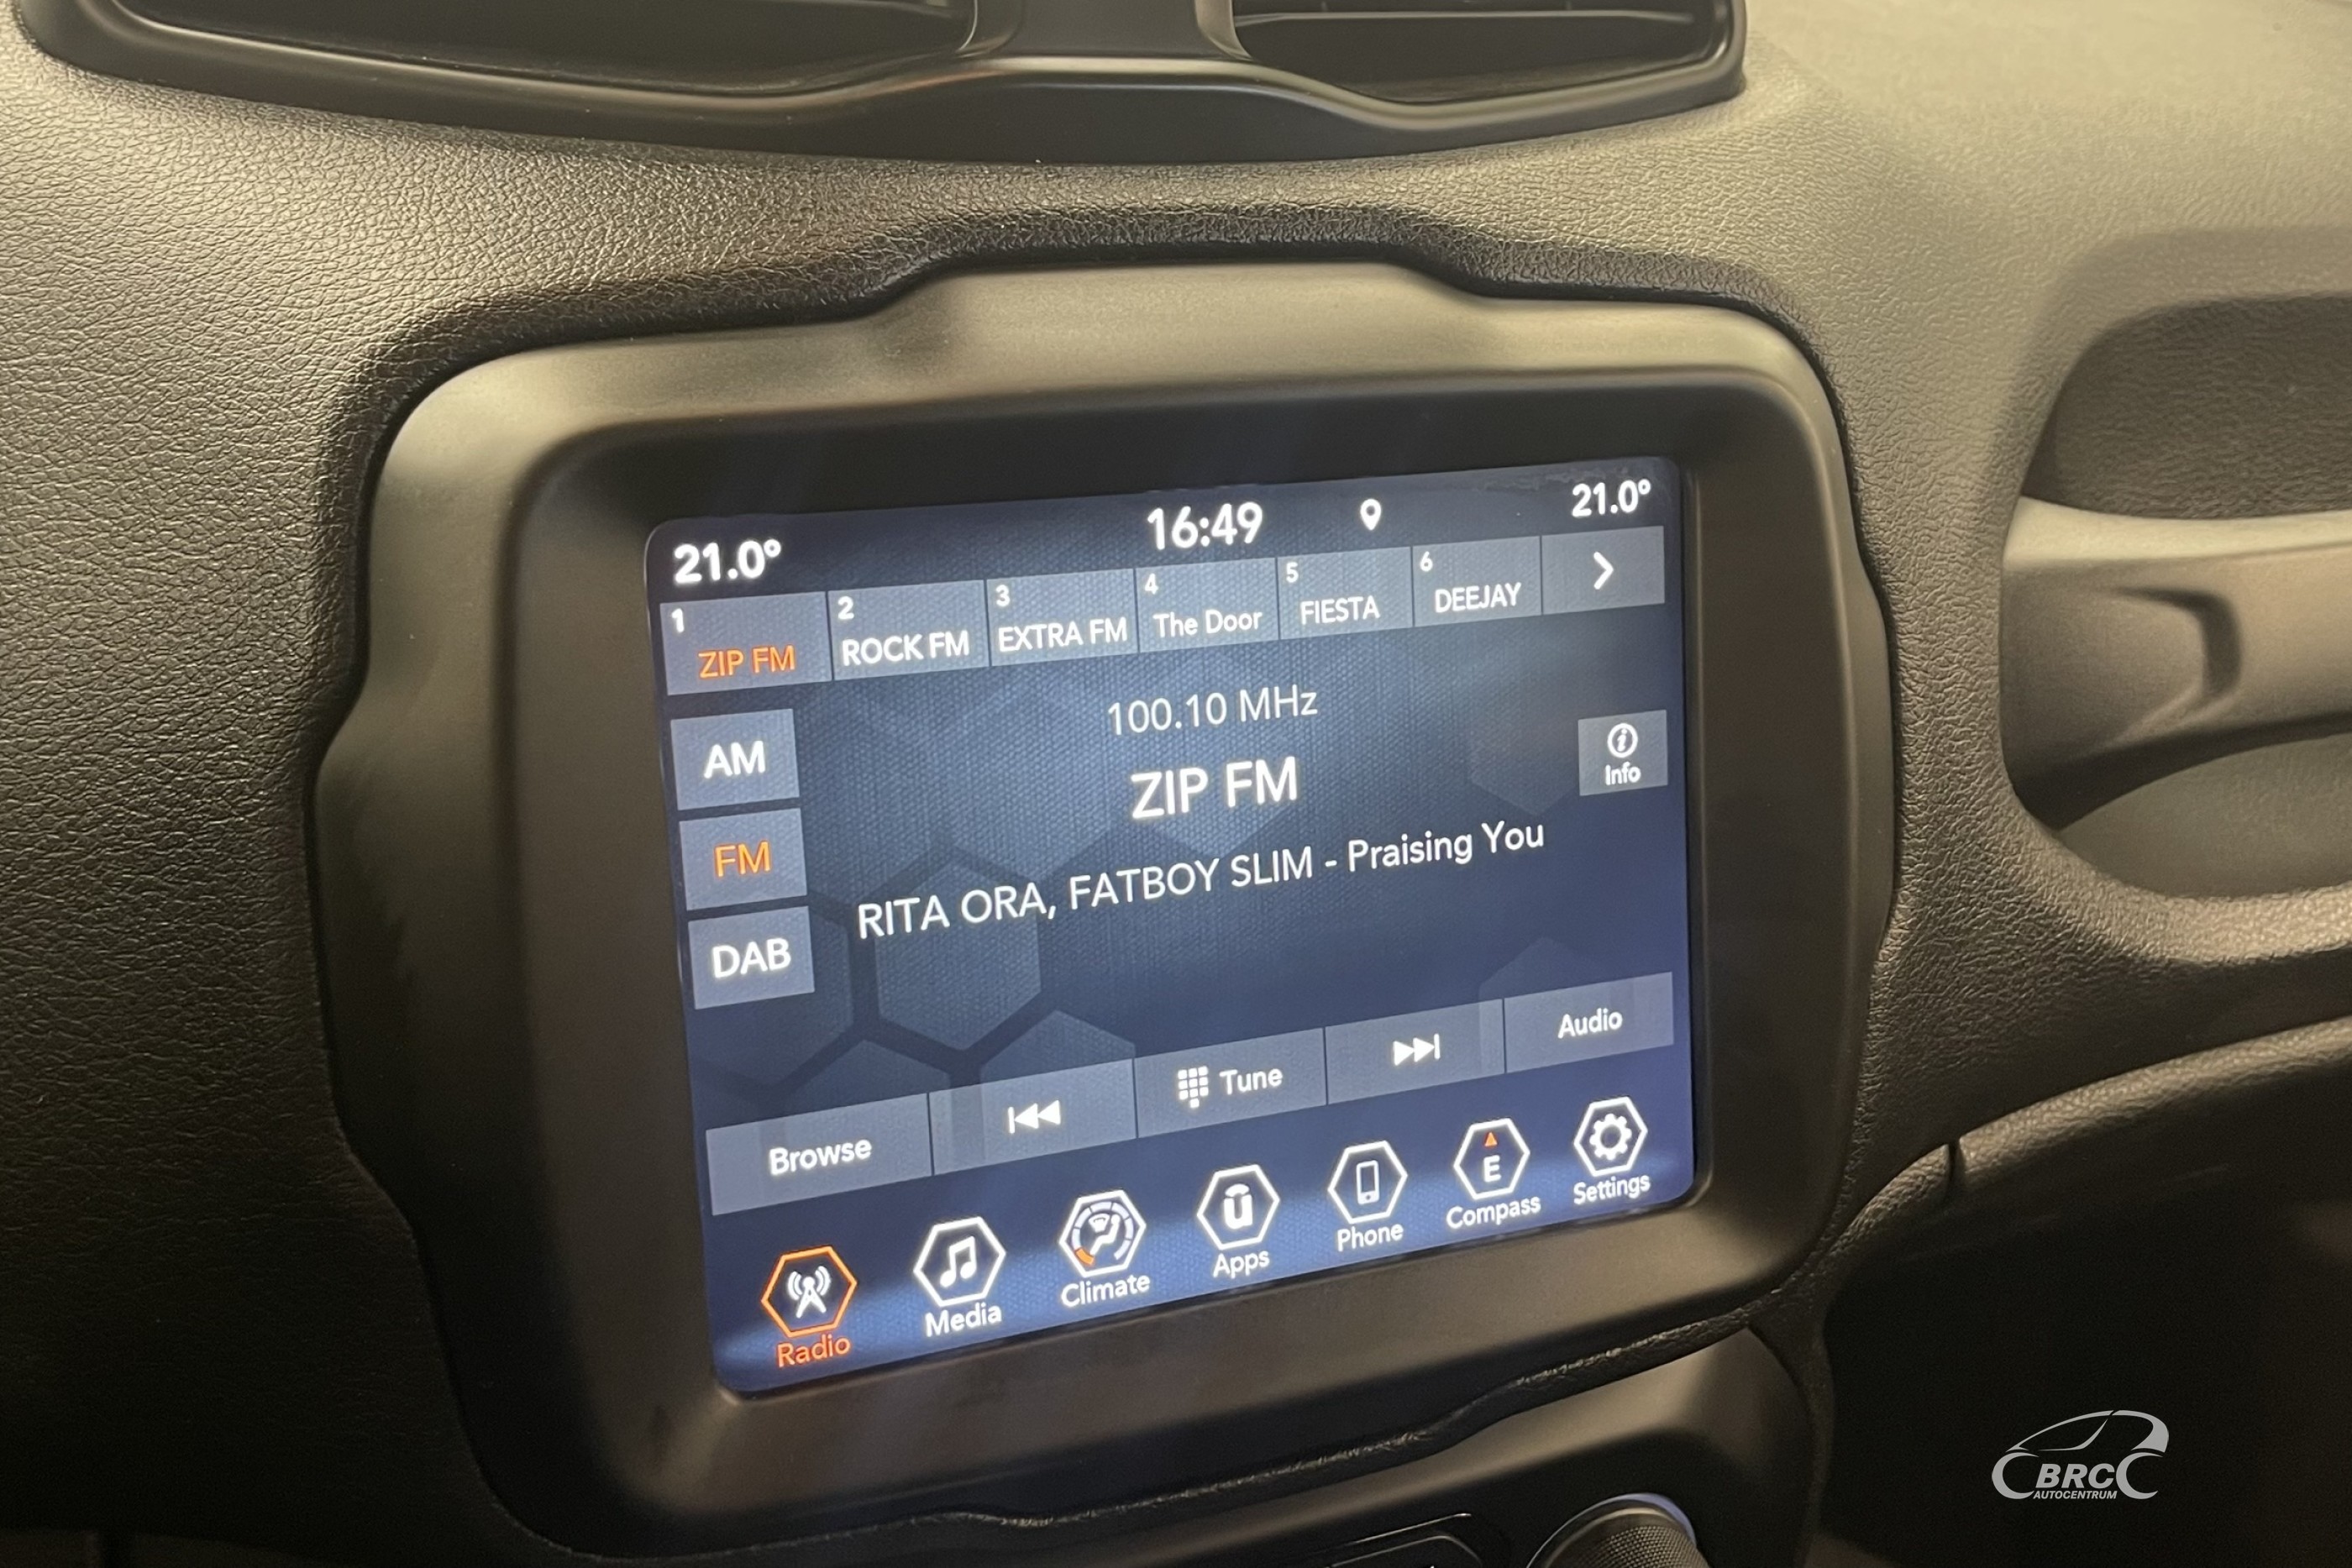 21.0° 16:49 21.0°
1 2 3 4 5 6
ZIP FM ROCK FM EXTRA FM The Door FIESTA DEEJAY
100.10 MHz
AM
ZIP FM
Info
FM
RITA ORA, FATBOY SLIM - Praising You
DAB
Browse Tune Audio
E
Radio Media Climate Apps Phone Compass Settings
BRC
AUTOCENTRUM